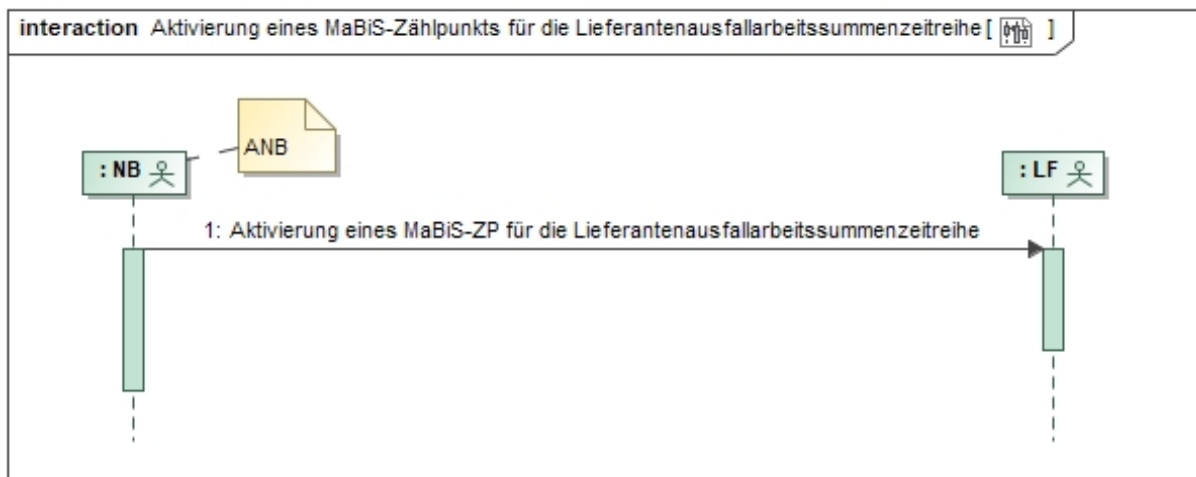 interaction Aktivierung eines MaBiS-Zählpunkts für die Lieferantenausfallarbeitssummenzeitreihe [ ]
ANB
: NB
: LF
1: Aktivierung eines MaBiS-ZP für die Lieferantenausfallarbeitssummenzeitreihe